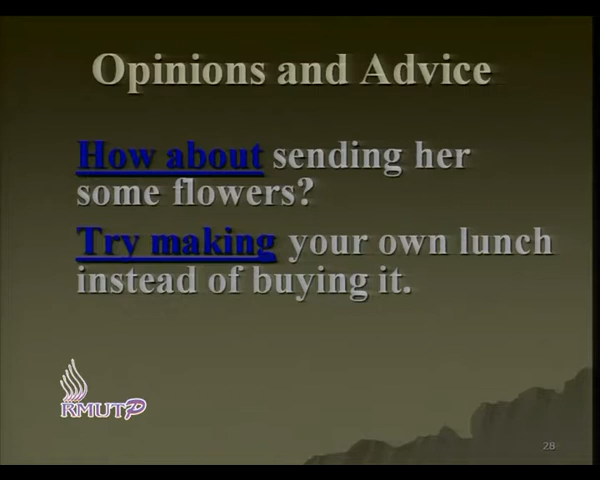 Opinions and Advice
How about sending her
some flowers?
Try making your own lunch
instead of buying it.
RMUTP
28